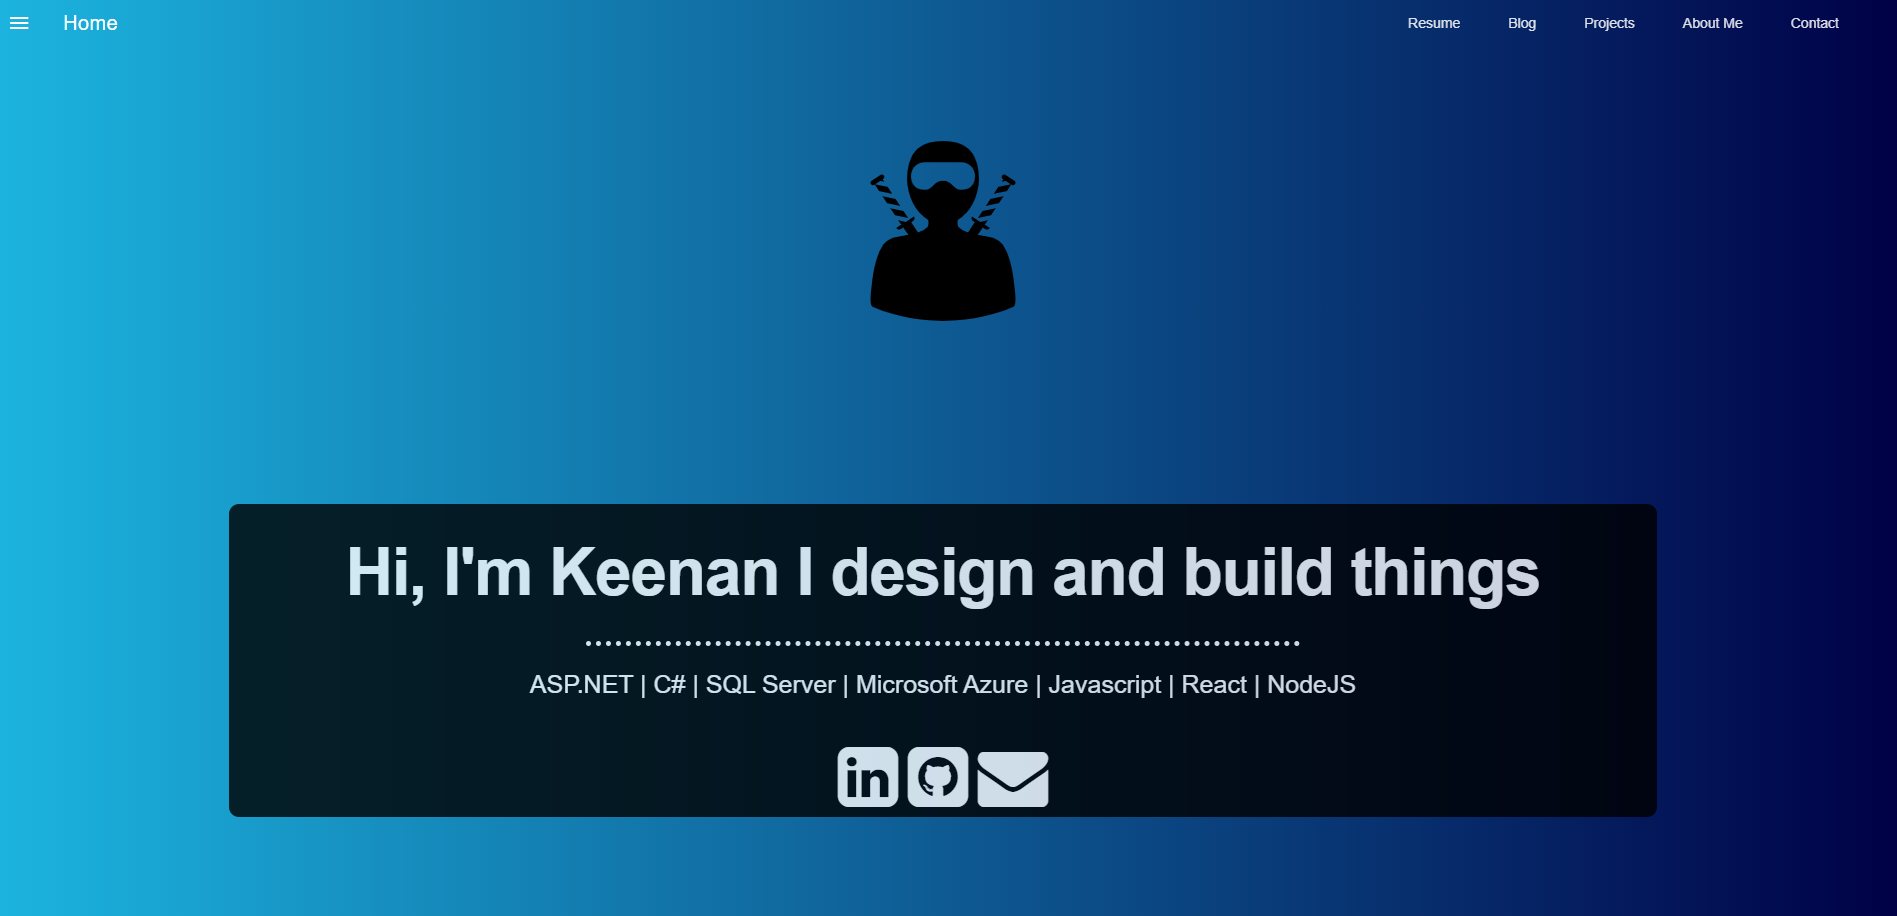 Home
Resume
Blog
Projects
About Me
Contact
Hi, I'm Keenan I design and build things
ASP.NET | C# | SQL Server | Microsoft Azure | Javascript | React | NodeJS
in